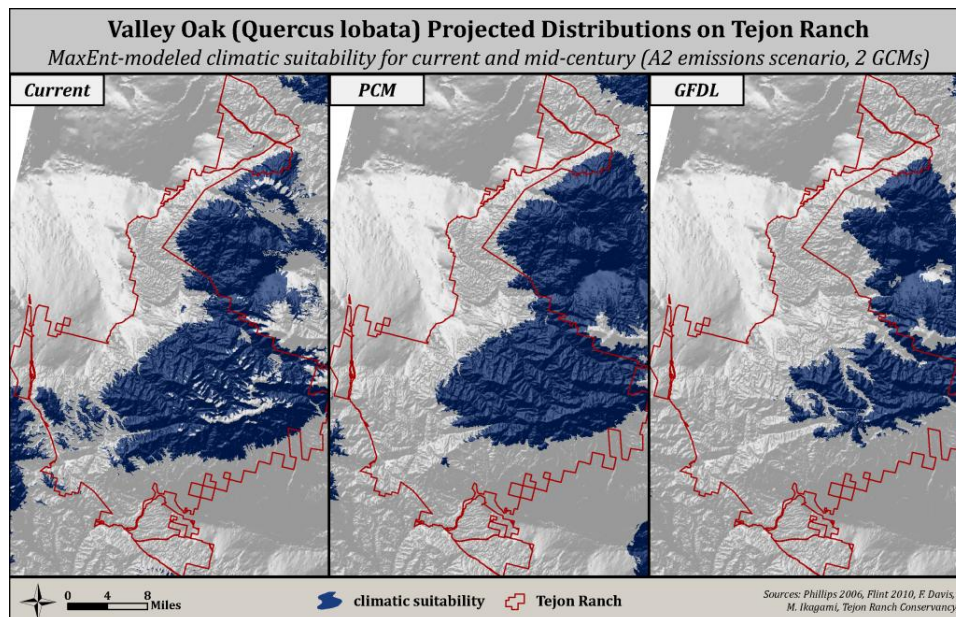 Valley Oak (Quercus lobata) Projected Distributions on Tejon Ranch
MaxEnt-modeled climatic suitability for current and mid-century (A2 emissions scenario, 2 GCMs)
Current
PCM
GFDL
0 4 8
Miles
climatic suitability
Tejon Ranch
Sources: Phillips 2006, Flint 2010, F. Davis,
M. Ikagami, Tejon Ranch Conservancy